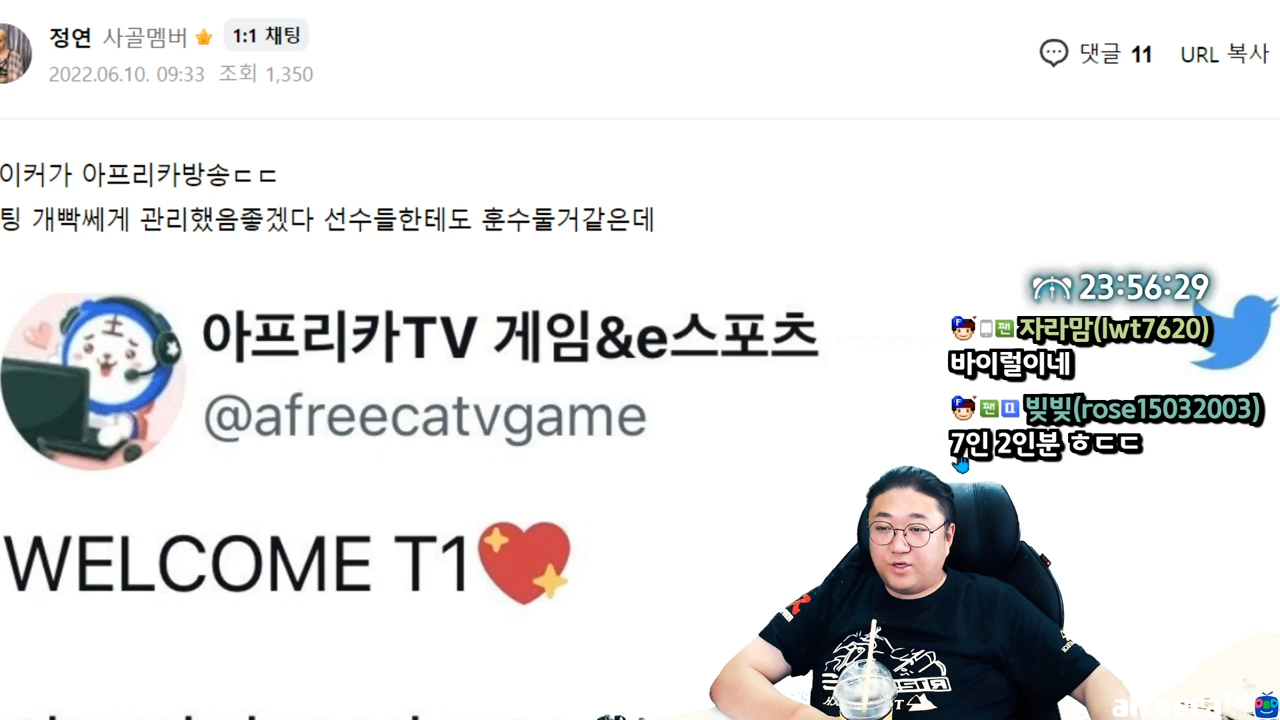 정연 사골멤버 1:1 채팅
2022.06.10. 09:33 조회 1,350
댓글 11 URL 복사
이커가 아프리카방송ㄷㄷ
팅 개빡쎄게 관리했음좋겠다 선수들한테도 훈수둘거같은데
아프리카TV 게임&e스포츠
@afreecatvgame
WELCOME T1
23:56:29
자라맘(lwt7620)
바이럴이네
빚빚(rose15032003)
7인 2인분 ㅎㄷㄷ